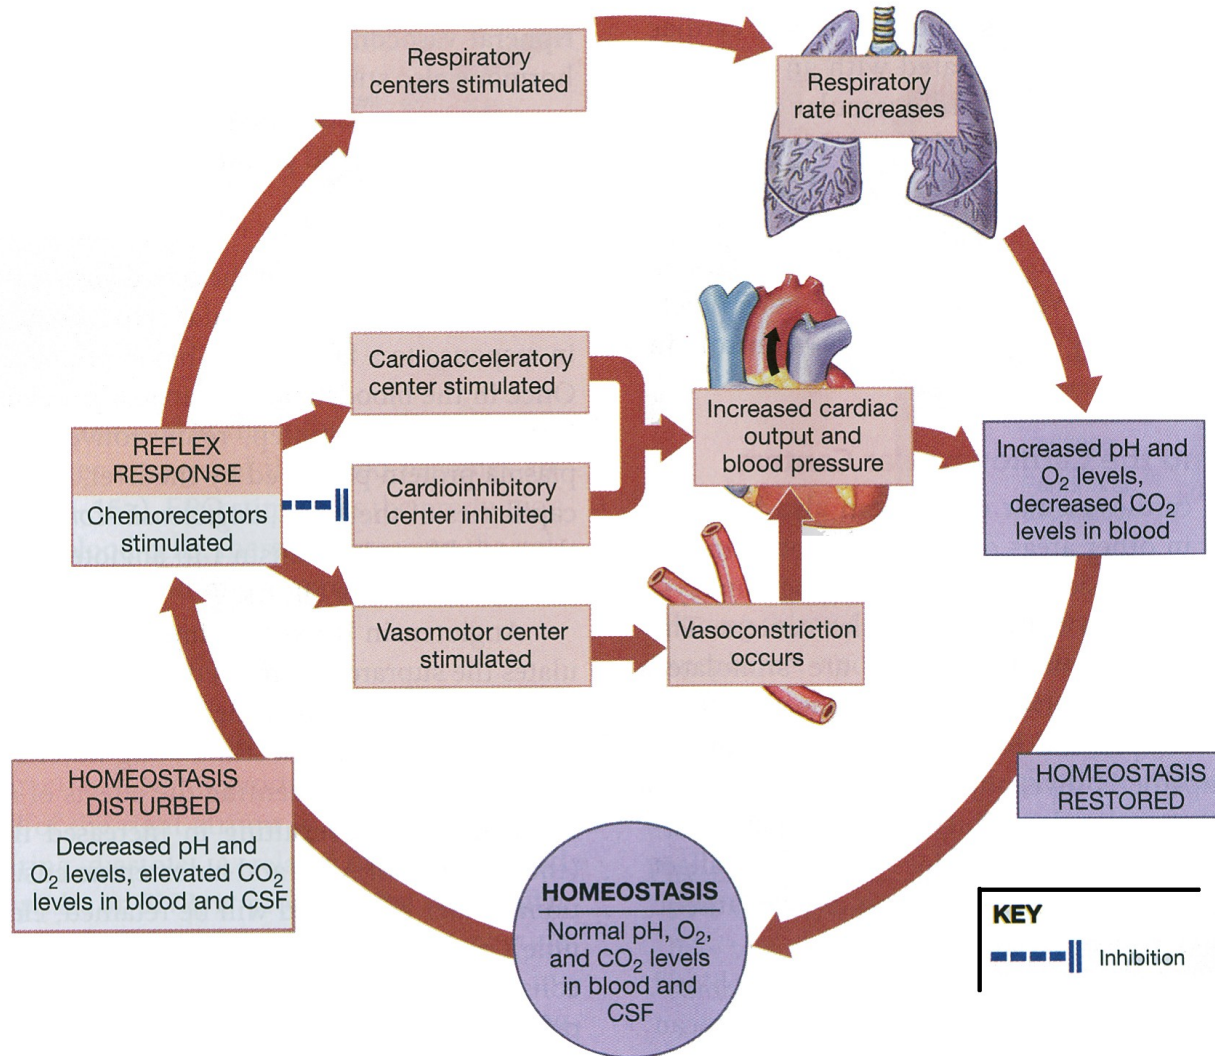 Respiratory
centers stimulated
Respiratory
rate increases
Cardioacceleratory
center stimulated
Increased cardiac
output and
blood pressure
REFLEX
RESPONSE
Chemoreceptors
stimulated
Cardioinhibitory
center inhibited
Increased pH and
O₂ levels,
decreased CO₂
levels in blood
Vasomotor center
stimulated
Vasoconstriction
occurs
HOMEOSTASIS
DISTURBED
Decreased pH and
O₂ levels, elevated CO₂
levels in blood and CSF
HOMEOSTASIS
RESTORED
HOMEOSTASIS
Normal pH, O₂,
and CO₂ levels
in blood and
CSF
KEY
Inhibition